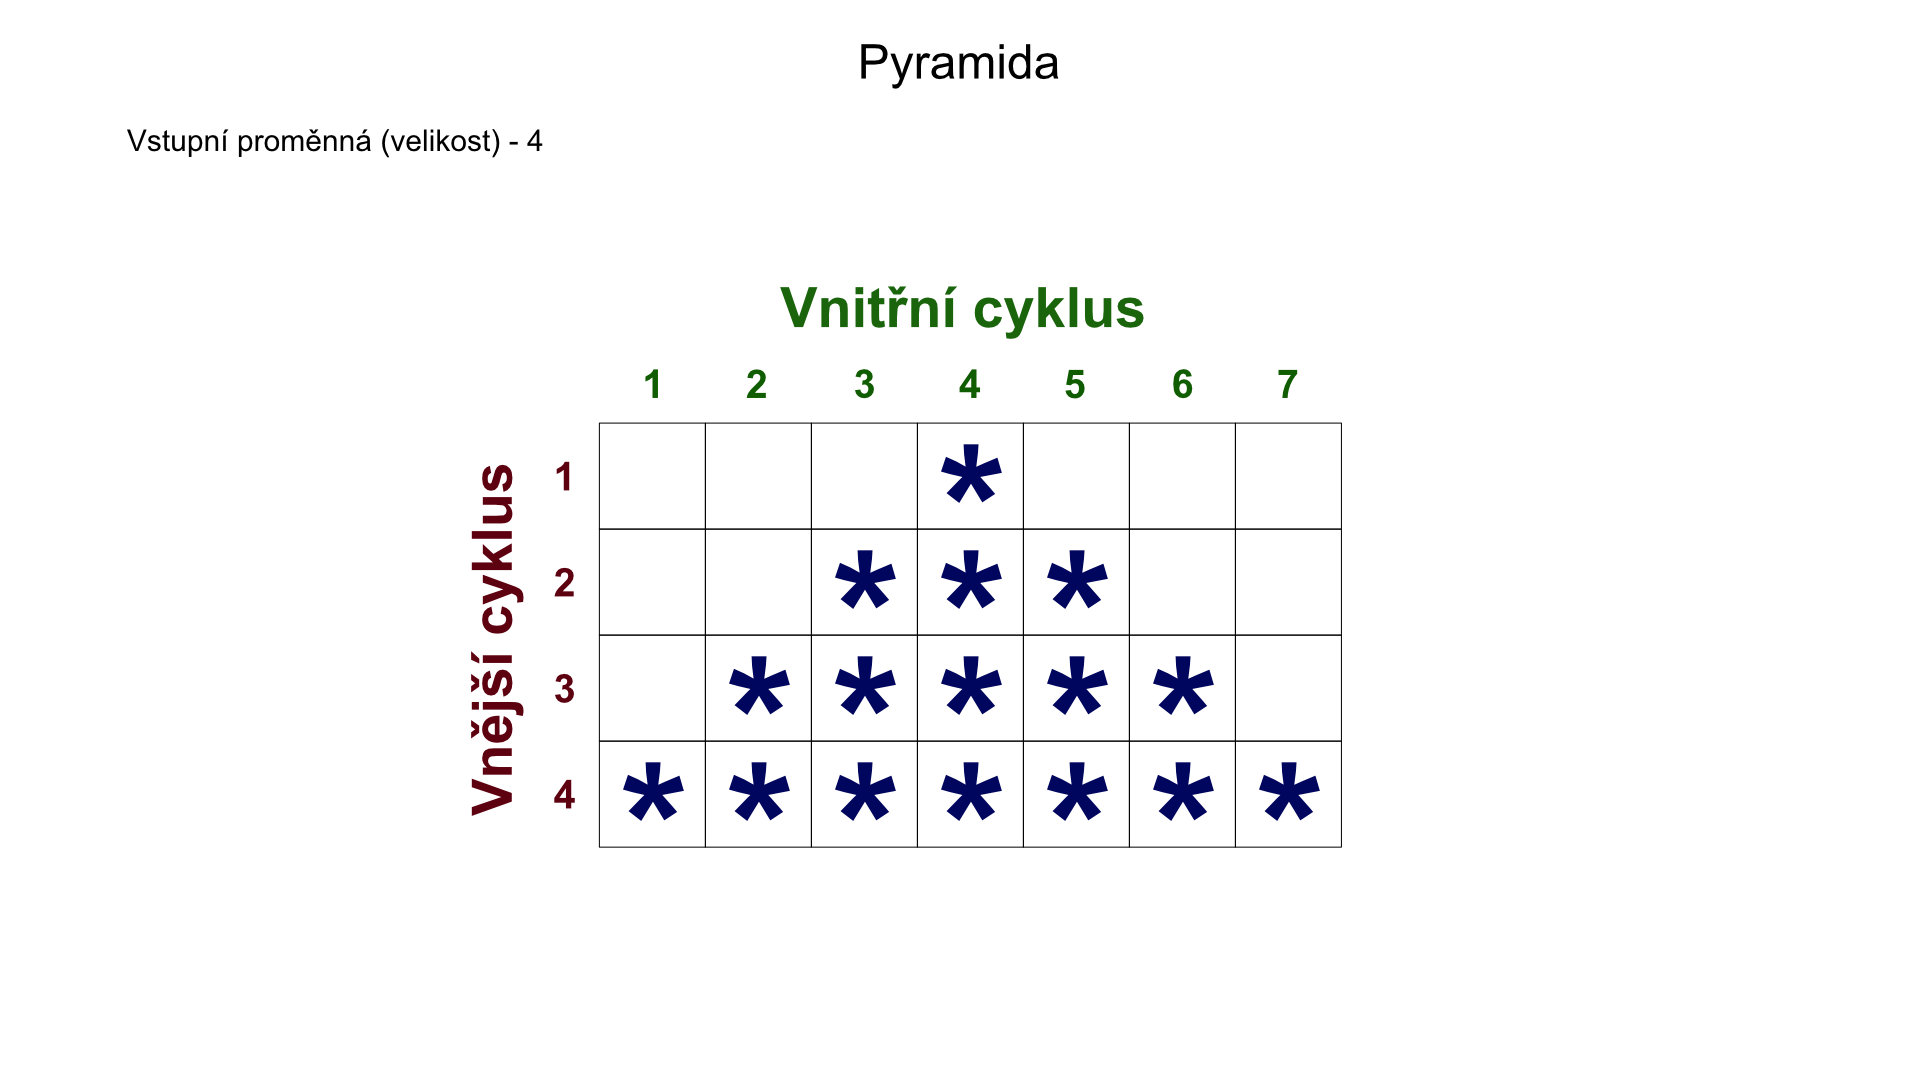 Pyramida
Vstupní proměnná (velikost) - 4
Vnitřní cyklus
1 2 3 4 5 6 7
Vnější cyklus
1 *
2 * * *
3 * * * * *
4 * * * * * * *